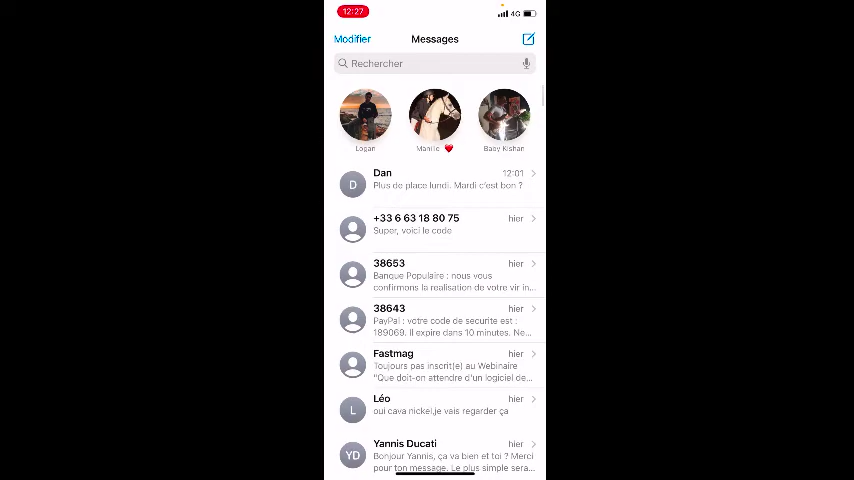 12:27
4G
Modifier
Messages
Rechercher
Logan
Manille ❤️
Baby Kishan
D
Dan
12:01
Plus de place lundi. Mardi c'est bon ?
+33 6 63 18 80 75
hier
Super, voici le code
38653
hier
Banque Populaire : nous vous
confirmons la realisation de votre vir in...
38643
hier
PayPal : votre code de securite est :
189069. Il expire dans 10 minutes. Ne...
Fastmag
hier
Toujours pas inscrit(e) au Webinaire
"Que doit-on attendre d'un logiciel de...
L
Léo
hier
oui cava nickel,je vais regarder ça
YD
Yannis Ducati
hier
Bonjour Yannis, ça va bien et toi ? Merci
pour ton message. Le plus simple sera...